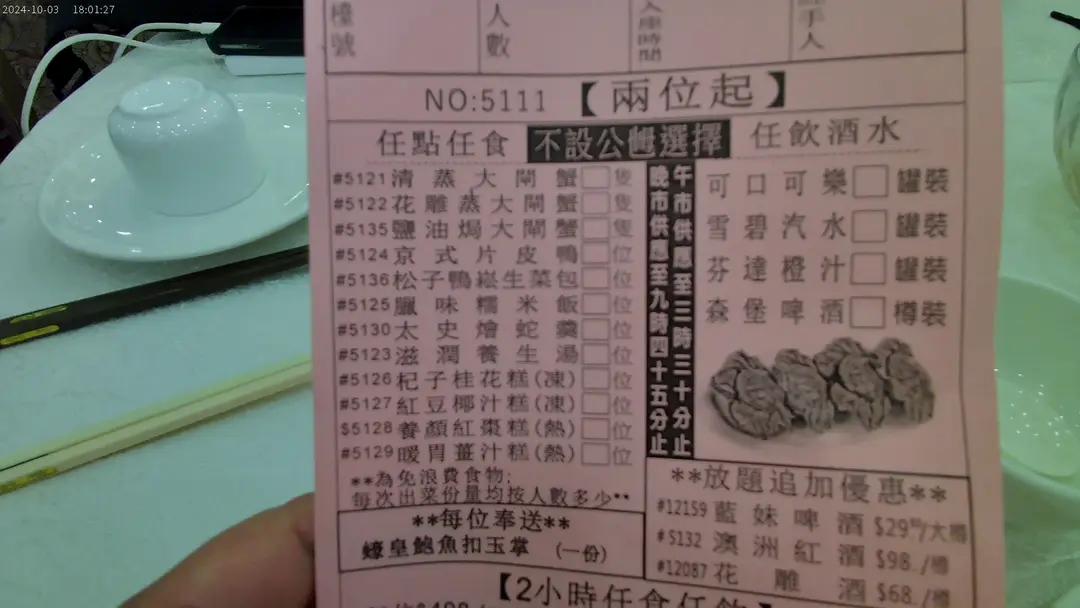 2024-10-03 18:01:27
檯號
人數
入座時間
經手人
NO:5111 【兩位起】
任點任食 不設公乸選擇 任飲酒水
#5121 清蒸大閘蟹 隻
#5122 花雕蒸大閘蟹 隻
#5135 鹽油焗大閘蟹 隻
#5124 京式片皮鴨 位
#5136 松子鴨崧生菜包 位
#5125 臘味糯米飯 位
#5130 太史燴蛇羹 位
#5123 滋潤養生湯 位
#5126 杞子桂花糕(凍) 位
#5127 紅豆椰汁糕(凍) 位
$5128 養顏紅棗糕(熱) 位
#5129 暖胃薑汁糕(熱) 位
**為免浪費食物:
每次出菜份量均按人數多少**
午市供應至三時三十分止
晚市供應至九時四十五分止
可口可樂 罐裝
雪碧汽水 罐裝
芬達橙汁 罐裝
森堡啤酒 樽裝
**每位奉送**
蠔皇鮑魚扣玉掌 (一份)
**放題追加優惠**
#12159 藍妹啤酒 $29 /大樽
#5132 澳洲紅酒 $98./樽
#12087 花雕酒 $68./樽
【2小時任食任飲】